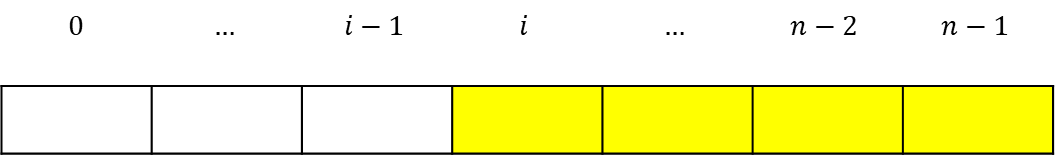 0 … i − 1 i … n − 2 n − 1